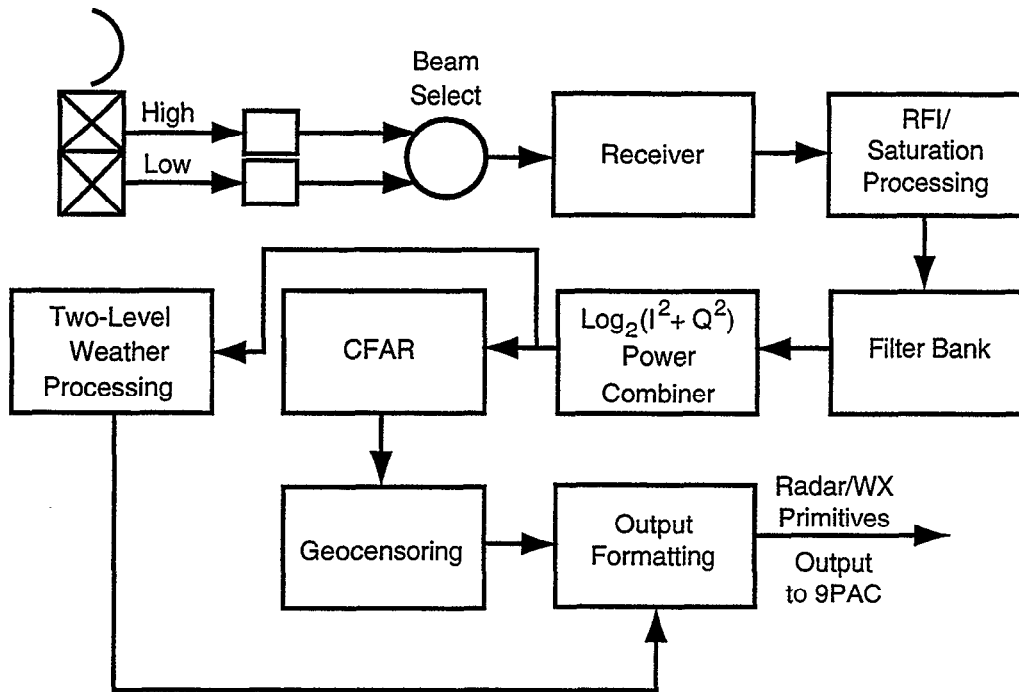 High
Low
Beam
Select
Receiver
RFI/
Saturation
Processing
Two-Level
Weather
Processing
CFAR
Log₂(I² + Q²)
Power
Combiner
Filter Bank
Geocensoring
Output
Formatting
Radar/WX
Primitives
Output
to 9PAC